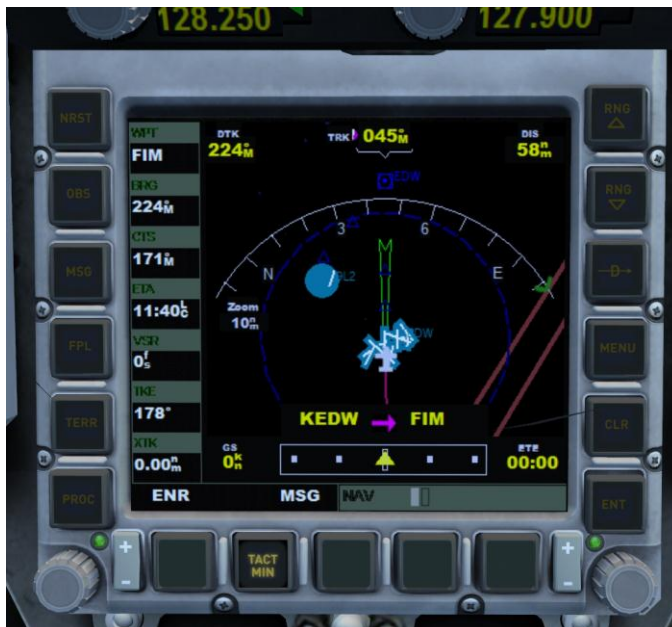 128.250
127.900
NRST
OBS
MSG
FPL
TERR
PROC
RNG
RNG
D
MENU
CLR
ENT
WPT
FIM
BRG
224°M
CTS
171°M
ETA
11:40LC
VSR
0fs
TKE
178°
XTK
0.00nm
DTK
224°M
TRK 045°M
DIS
58nm
EDW
3
6
N
E
Zoom
10nm
KEDW → FIM
GS
0kn
ETE
00:00
ENR
MSG
NAV
TACT
MIN
+
-
+
-